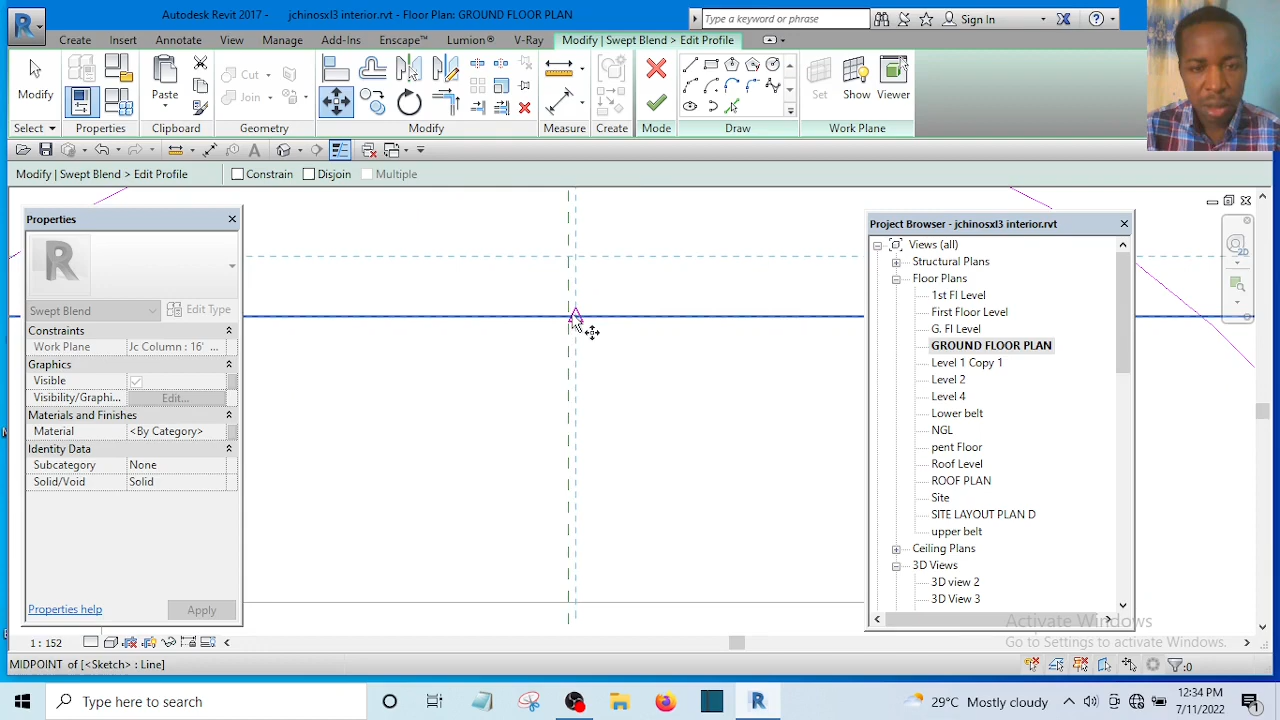 Autodesk Revit 2017 - jchinosxl3 interior.rvt - Floor Plan: GROUND FLOOR PLAN
Type a keyword or phrase
Sign In
Create Insert Annotate View Manage Add-Ins Enscape™ Lumion® V-Ray Modify | Swept Blend > Edit Profile
Modify
Paste
Cut
Join
Set Show Viewer
Select Properties Clipboard Geometry Modify Measure Create Mode Draw Work Plane
Modify | Swept Blend > Edit Profile
Constrain Disjoin Multiple
Properties
Swept Blend
Edit Type
Constraints
Work Plane Jc Column : 16' ...
Graphics
Visible
Visibility/Graphi... Edit...
Materials and Finishes
Material <By Category>
Identity Data
Subcategory None
Solid/Void Solid
Properties help
Apply
Project Browser - jchinosxl3 interior.rvt
Views (all)
Structural Plans
Floor Plans
1st Fl Level
First Floor Level
G. Fl Level
GROUND FLOOR PLAN
Level 1 Copy 1
Level 2
Level 4
Lower belt
NGL
pent Floor
Roof Level
ROOF PLAN
Site
SITE LAYOUT PLAN D
upper belt
Ceiling Plans
3D Views
3D view 2
3D View 3
2D
Activate Windows
Go to Settings to activate Windows.
1 : 152
MIDPOINT of [<Sketch> : Line]
:0
Type here to search
29°C Mostly cloudy
12:34 PM
7/11/2022